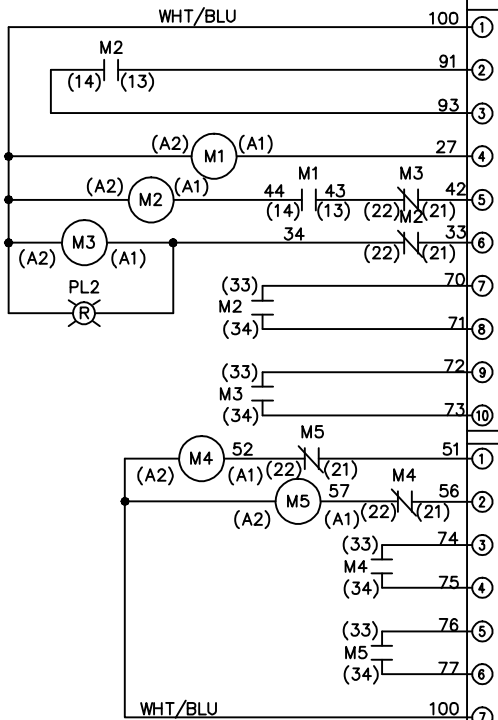 WHT/BLU 100 1
M2 91 2
(14) (13)
93 3
(A2) M1 (A1) 27 4
M1 M3
(A2) M2 (A1) 44 43 42 5
(14) (13) (22) (21)
M2
M3 34 33 6
(A2) (A1) (22) (21)
PL2
R
(33) 70 7
M2
(34) 71 8
(33) 72 9
M3
(34) 73 10
M5
M4 52 51 1
(A2) (A1) (22) (21)
M4
M5 57 56 2
(A2) (A1) (22) (21)
(33) 74 3
M4
(34) 75 4
(33) 76 5
M5
(34) 77 6
WHT/BLU 100 7